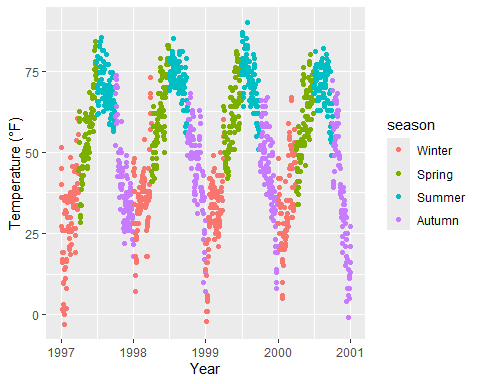 Temperature (°F)
75
50
25
0
1997 1998 1999 2000 2001
Year
season
Winter
Spring
Summer
Autumn